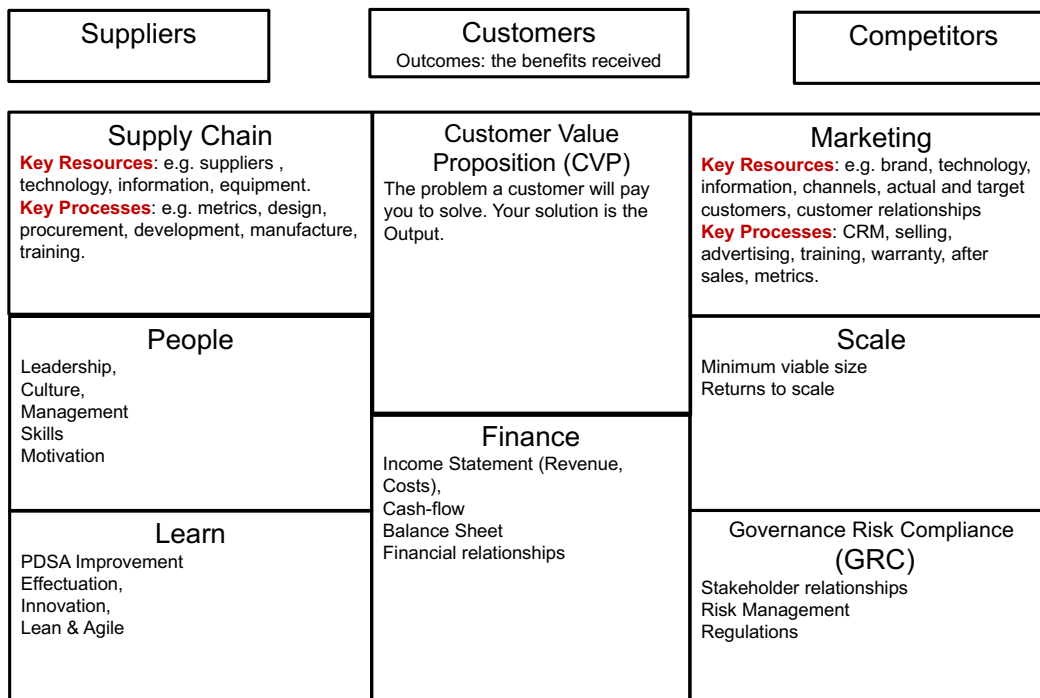 Suppliers
Customers
Outcomes: the benefits received
Competitors
Supply Chain
Key Resources: e.g. suppliers ,
technology, information, equipment.
Key Processes: e.g. metrics, design,
procurement, development, manufacture,
training.
Customer Value
Proposition (CVP)
The problem a customer will pay
you to solve. Your solution is the
Output.
Marketing
Key Resources: e.g. brand, technology,
information, channels, actual and target
customers, customer relationships
Key Processes: CRM, selling,
advertising, training, warranty, after
sales, metrics.
People
Leadership,
Culture,
Management
Skills
Motivation
Scale
Minimum viable size
Returns to scale
Finance
Income Statement (Revenue,
Costs),
Cash-flow
Balance Sheet
Financial relationships
Learn
PDSA Improvement
Effectuation,
Innovation,
Lean & Agile
Governance Risk Compliance
(GRC)
Stakeholder relationships
Risk Management
Regulations